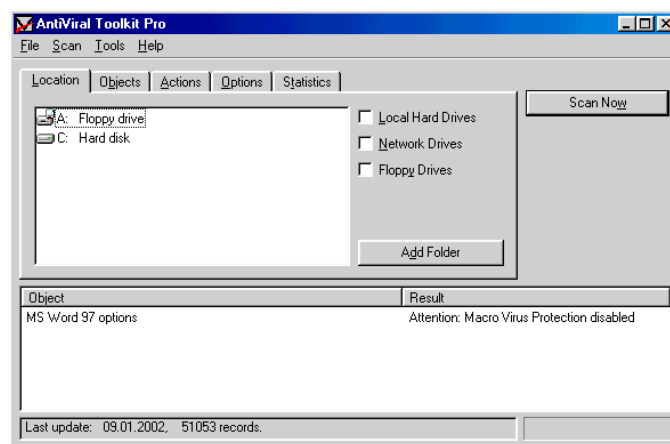 AntiViral Toolkit Pro
File Scan Tools Help
Location Objects Actions Options Statistics
Scan Now
A: Floppy drive
C: Hard disk
Local Hard Drives
Network Drives
Floppy Drives
Add Folder
Object Result
MS Word 97 options Attention: Macro Virus Protection disabled
Last update: 09.01.2002, 51053 records.